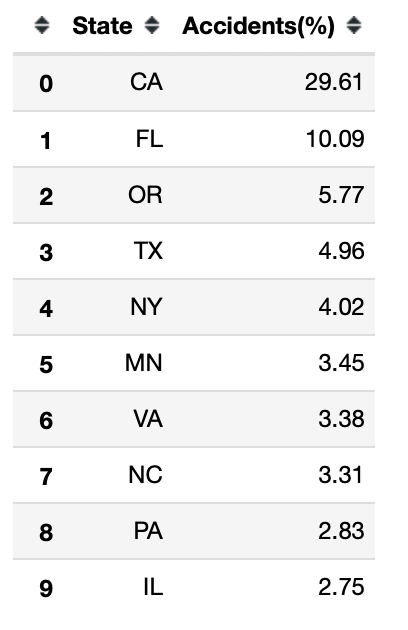 State Accidents(%)
0 CA 29.61
1 FL 10.09
2 OR 5.77
3 TX 4.96
4 NY 4.02
5 MN 3.45
6 VA 3.38
7 NC 3.31
8 PA 2.83
9 IL 2.75